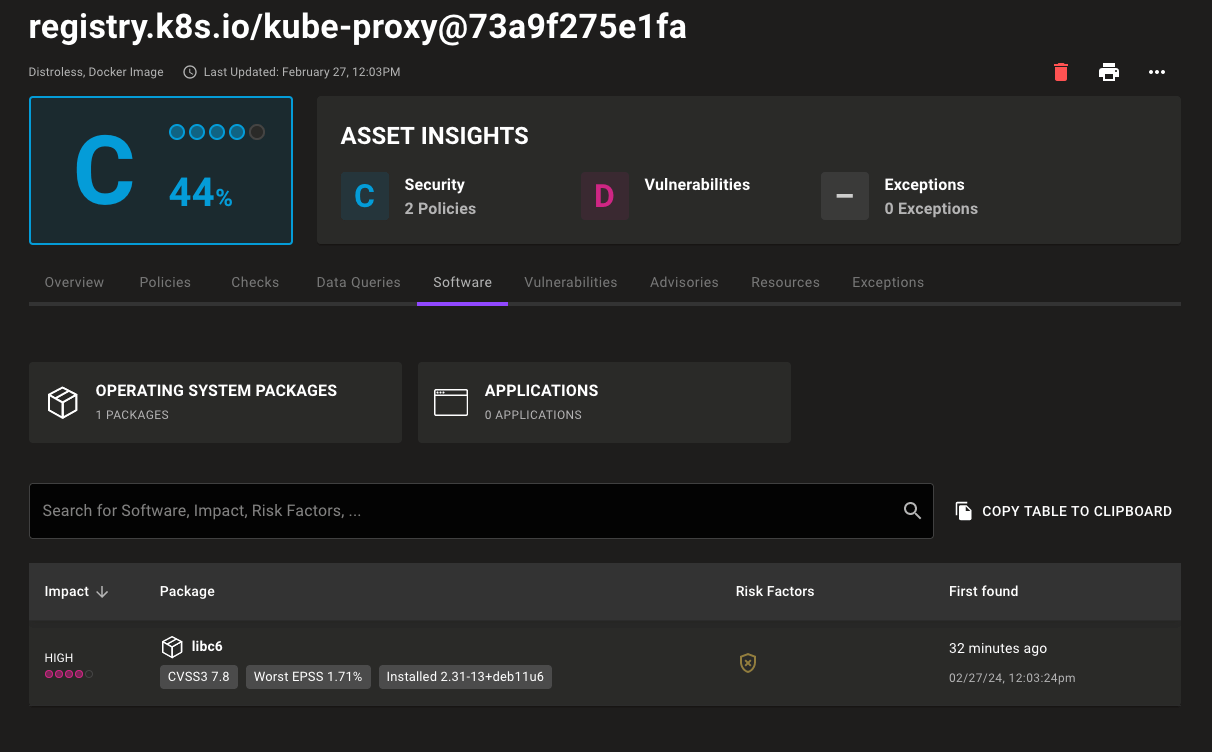 registry.k8s.io/kube-proxy@73a9f275e1fa
Distroless, Docker Image Last Updated: February 27, 12:03PM
C
44%
ASSET INSIGHTS
C Security
2 Policies
D Vulnerabilities
Exceptions
0 Exceptions
Overview Policies Checks Data Queries Software Vulnerabilities Advisories Resources Exceptions
OPERATING SYSTEM PACKAGES
1 PACKAGES
APPLICATIONS
0 APPLICATIONS
Search for Software, Impact, Risk Factors, ...
COPY TABLE TO CLIPBOARD
Impact Package Risk Factors First found
HIGH
libc6
CVSS3 7.8 Worst EPSS 1.71% Installed 2.31-13+deb11u6
32 minutes ago
02/27/24, 12:03:24pm